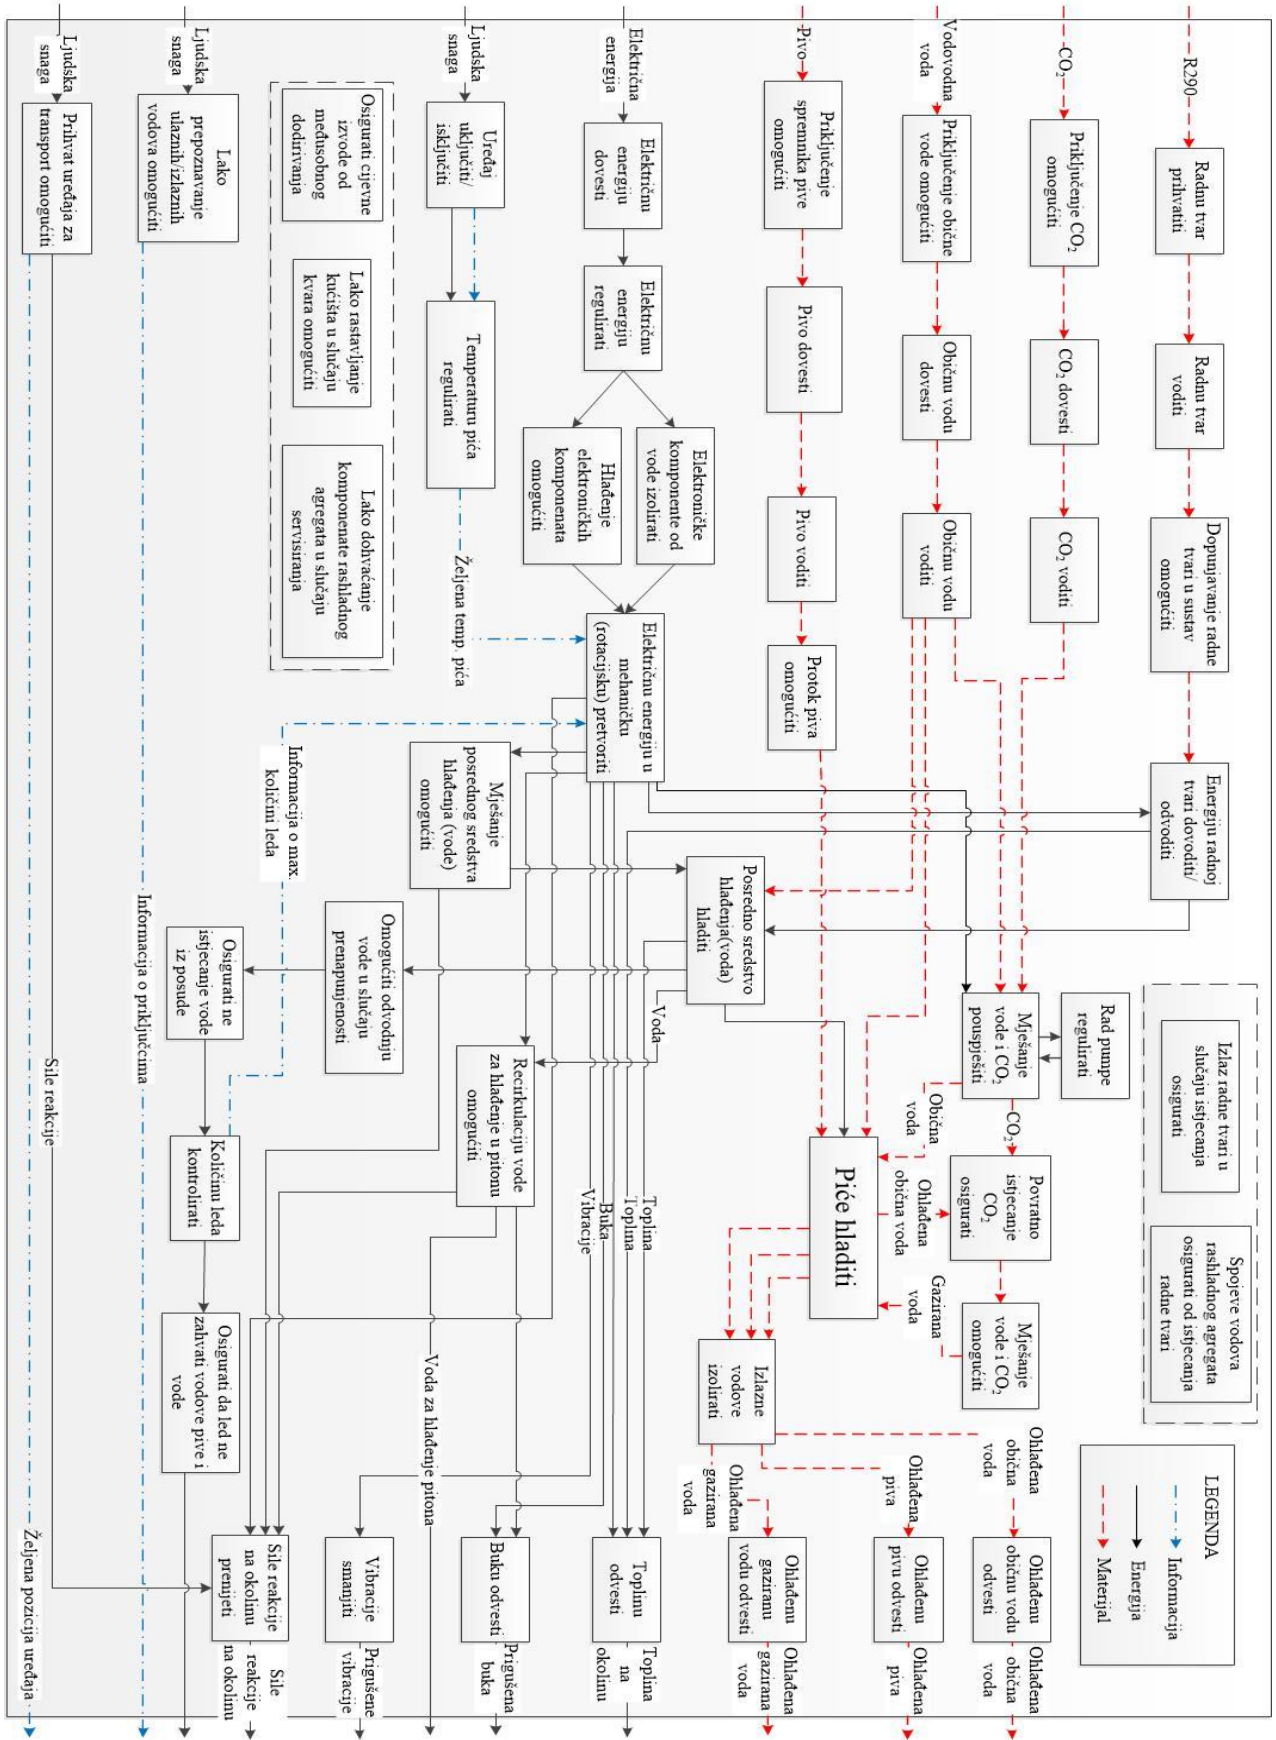 R290
Radnu tvar
prihvatiti
Radnu tvar
voditi
Dopunjavanje radne
tvari u sustav
omogućiti
Energiju radnoj
tvari dovoditi/
odvoditi
Izlaz radne tvari u
slučaju istjecanja
osigurati
Spojeve vodova
rashladnog agregata
osigurati od istjecanja
radne tvari
LEGENDA
Informacija
Energija
Materijal
CO₂
Priključenje CO₂
omogućiti
CO₂ dovesti
CO₂ voditi
Rad pumpe
regulirati
Vodovodna
voda
Priključenje obične
vode omogućiti
Običnu vodu
dovesti
Običnu vodu
voditi
Mješanje
vode i CO₂
pouspješiti
CO₂
Povratno
istjecanje
CO₂
osigurati
Mješanje
vode i CO₂
omogućiti
Ohlađena
obična
voda
Ohlađenu
običnu vodu
odvesti
Ohlađena
obična
voda
Obična
voda
Ohlađena
obična voda
Gazirana
voda
Pivo
Priključenje
spremnika pive
omogućiti
Pivo dovesti
Pivo voditi
Protok piva
omogućiti
Piće hladiti
Ohlađena
piva
Ohlađenu
pivu odvesti
Ohlađena
piva
Posredno sredstvo
hlađenja(voda)
hladiti
Izlazne
vodove
izolirati
Ohlađena
gazirana
voda
Ohlađenu
gaziranu
vodu odvesti
Ohlađena
gazirana
voda
Električna
energija
Električnu
energiju
dovesti
Električnu
energiju
regulirati
Elektroničke
komponente od
vode izolirati
Hlađenje
elektroničkih
komponenata
omogućiti
Električnu energiju u
mehaničku
(rotacijsku) pretvoriti
Voda
Voda
Toplina
Toplina
Buka
Vibracije
Toplinu
odvesti
Toplina
na
okolinu
Ljudska
snaga
Uređaj
uključiti/
isključiti
Temperaturu pića
regulirati
Željena temp. pića
Mješanje
posrednog sredstva
hlađenja (vode)
omogućiti
Recirkulaciju vode
za hlađenje u pitonu
omogućiti
Buku odvesti
Prigušena
buka
Voda za hlađenje pitona
Osigurati cijevne
izvode od
međusobnog
dodirivanja
Lako rastavljanje
kućišta u slučaju
kvara omogućiti
Lako dohvaćanje
komponenate rashladnog
agregata u slučaju
servisiranja
Informacija o max.
količini leda
Omogućiti odvodnju
vode u slučaju
prenapunjenosti
Vibracije
smanjiti
Prigušene
vibracije
Osigurati ne
istjecanje vode
iz posude
Količinu leda
kontrolirati
Osigurati da led ne
zahvati vodove pive i
vode
Sile reakcije
na okolinu
prenijeti
Sile
reakcije
na okolinu
Ljudska
snaga
Lako
prepoznavanje
ulaznih/izlaznih
vodova omogućiti
Informacija o priključcima
Ljudska
snaga
Prihvat uređaja za
transport omogućiti
Sile reakcije
Željena pozicija uređaja